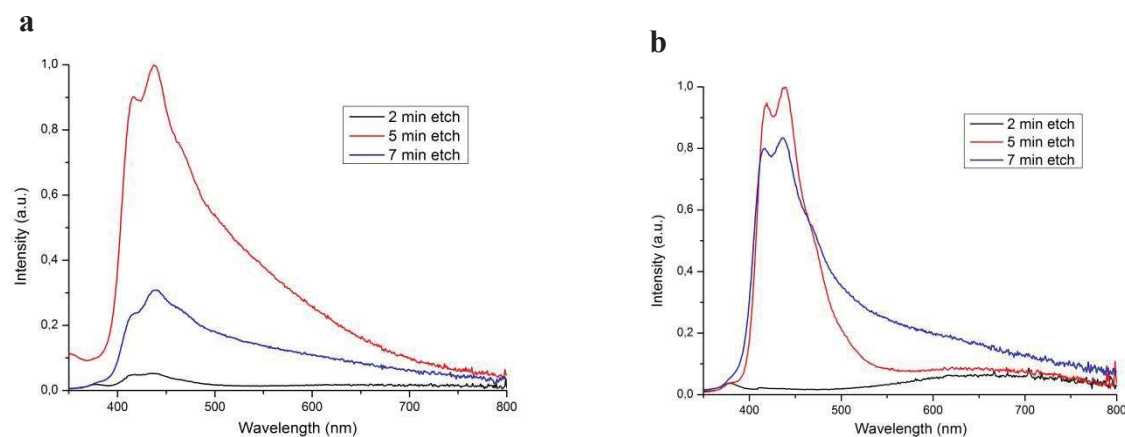 a
1,0
0,8
0,6
0,4
0,2
0,0
Intensity (a.u.)
2 min etch
5 min etch
7 min etch
400 500 600 700 800
Wavelength (nm)
b
1,0
0,8
0,6
0,4
0,2
0,0
Intensity (a.u.)
2 min etch
5 min etch
7 min etch
400 500 600 700 800
Wavelength (nm)